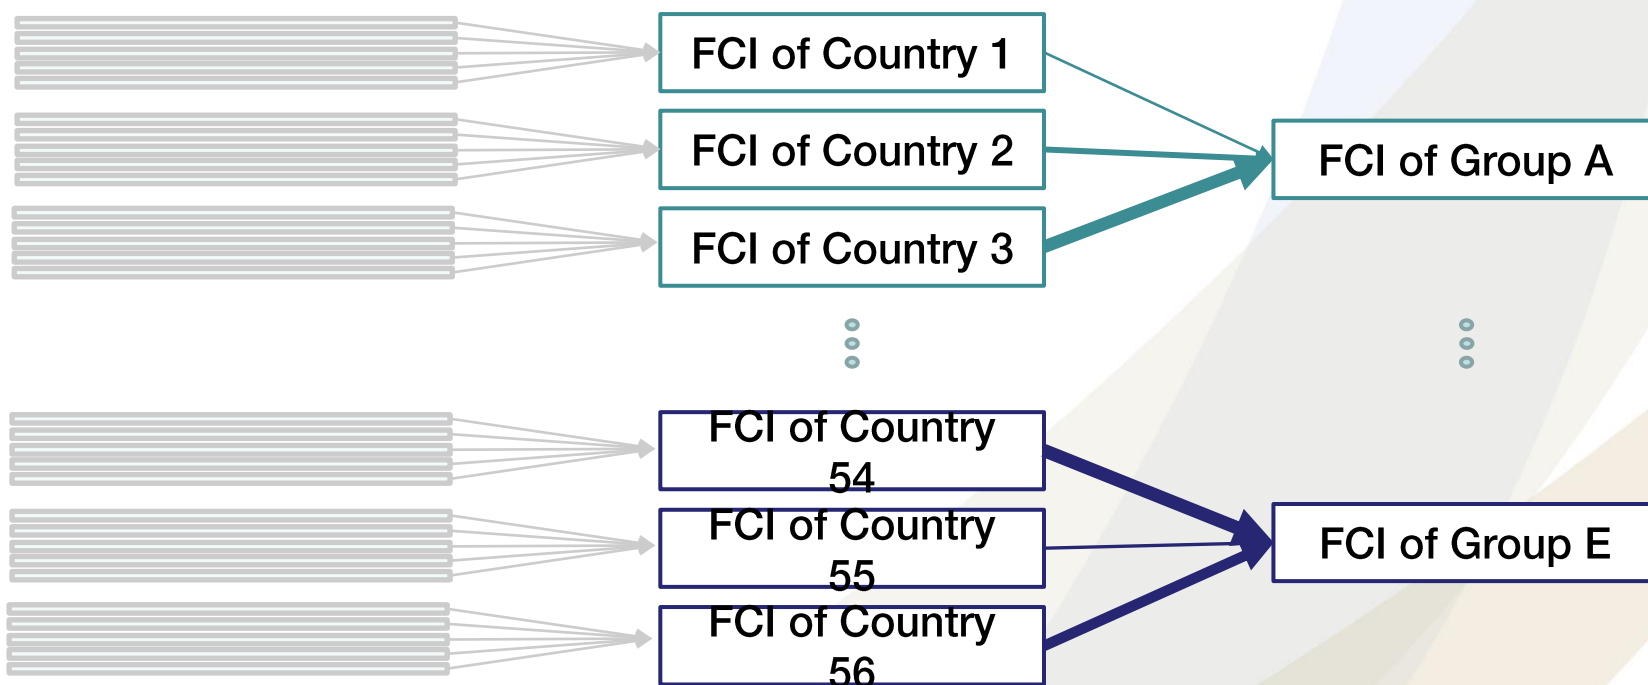 FCI of Country 1
FCI of Country 2
FCI of Country 3
FCI of Group A
FCI of Country
54
FCI of Country
55
FCI of Country
56
FCI of Group E